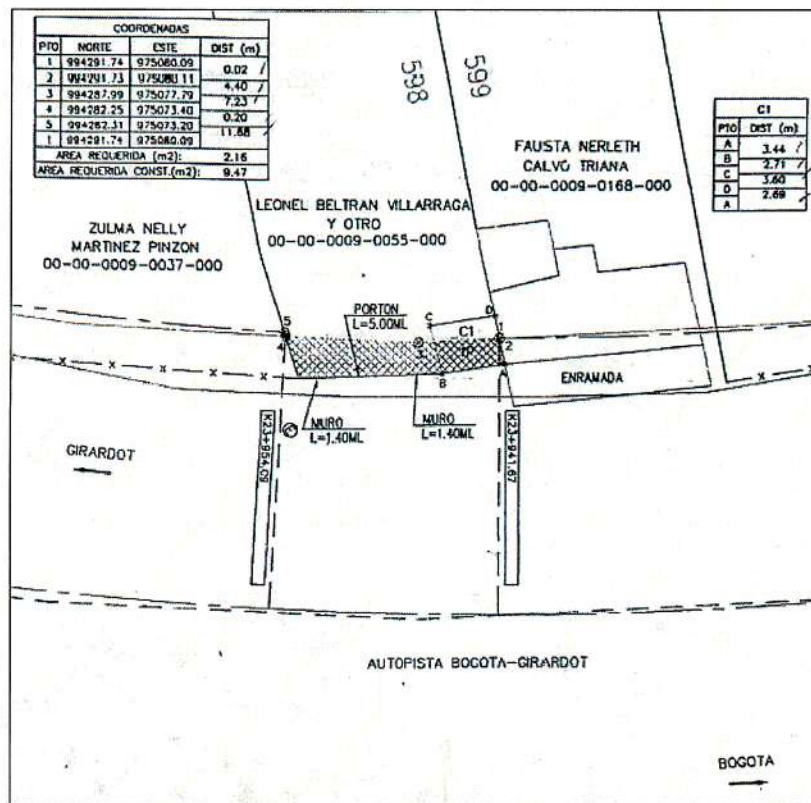 COORDENADAS
PTO NORTE ESTE DIST (m)
1 994291.74 975080.09
0.02
2 994291.73 975080.11
4.40
3 994287.99 975077.79
7.23
4 994282.25 975073.40
0.20
5 994282.31 975073.20
11.88
1 994291.74 975080.09
AREA REQUERIDA (m2): 2.16
AREA REQUERIDA CONST.(m2): 9.47
598
599
C1
PTO DIST (m)
A
3.44
B
2.71
C
3.60
D
2.69
A
FAUSTA NERLETH
CALVO TRIANA
00-00-0009-0168-000
LEONEL BELTRAN VILLARRAGA
Y OTRO
00-00-0009-0055-000
ZULMA NELLY
MARTINEZ PINZON
00-00-0009-0037-000
PORTON
L=5.00ML
C
D
C1
5
1
4
3
2
A
B
ENRAMADA
MURO
L=1.40ML
MURO
L=1.40ML
K23+954.09
K23+941.67
GIRARDOT
AUTOPISTA BOGOTA-GIRARDOT
BOGOTA